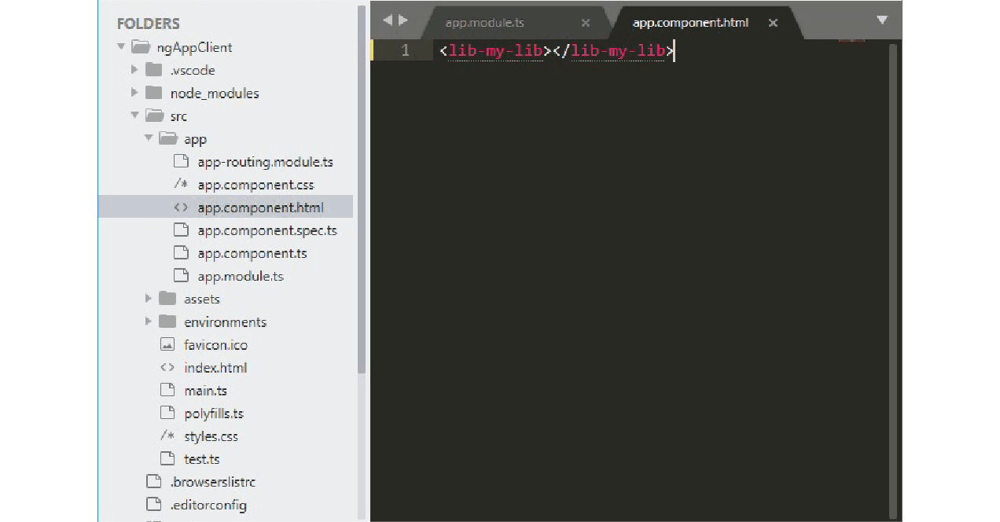 FOLDERS
ngAppClient
.vscode
node_modules
src
app
app-routing.module.ts
app.component.css
app.component.html
app.component.spec.ts
app.component.ts
app.module.ts
assets
environments
favicon.ico
index.html
main.ts
polyfills.ts
styles.css
test.ts
.browserslistrc
.editorconfig
app.module.ts
app.component.html
1 <lib-my-lib></lib-my-lib>